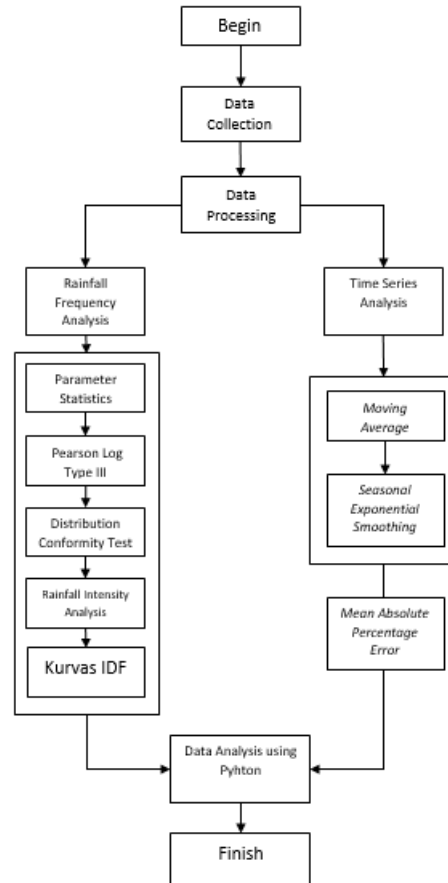 Begin
Data
Collection
Data
Processing
Rainfall
Frequency
Analysis
Parameter
Statistics
Pearson Log
Type III
Distribution
Conformity Test
Rainfall Intensity
Analysis
Kurvas IDF
Time Series
Analysis
Moving
Average
Seasonal
Exponential
Smoothing
Mean Absolute
Percentage
Error
Data Analysis using
Pyhton
Finish